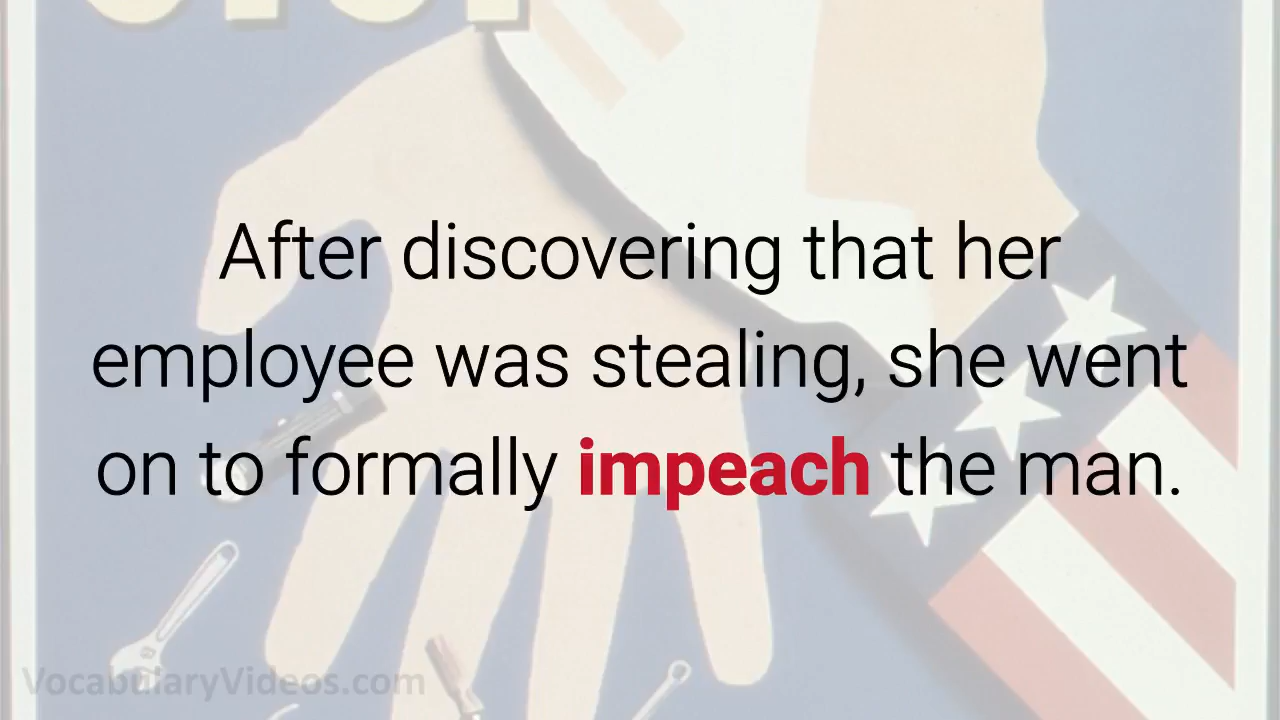 After discovering that her
employee was stealing, she went
on to formally impeach the man.
VocabularyVideos.com